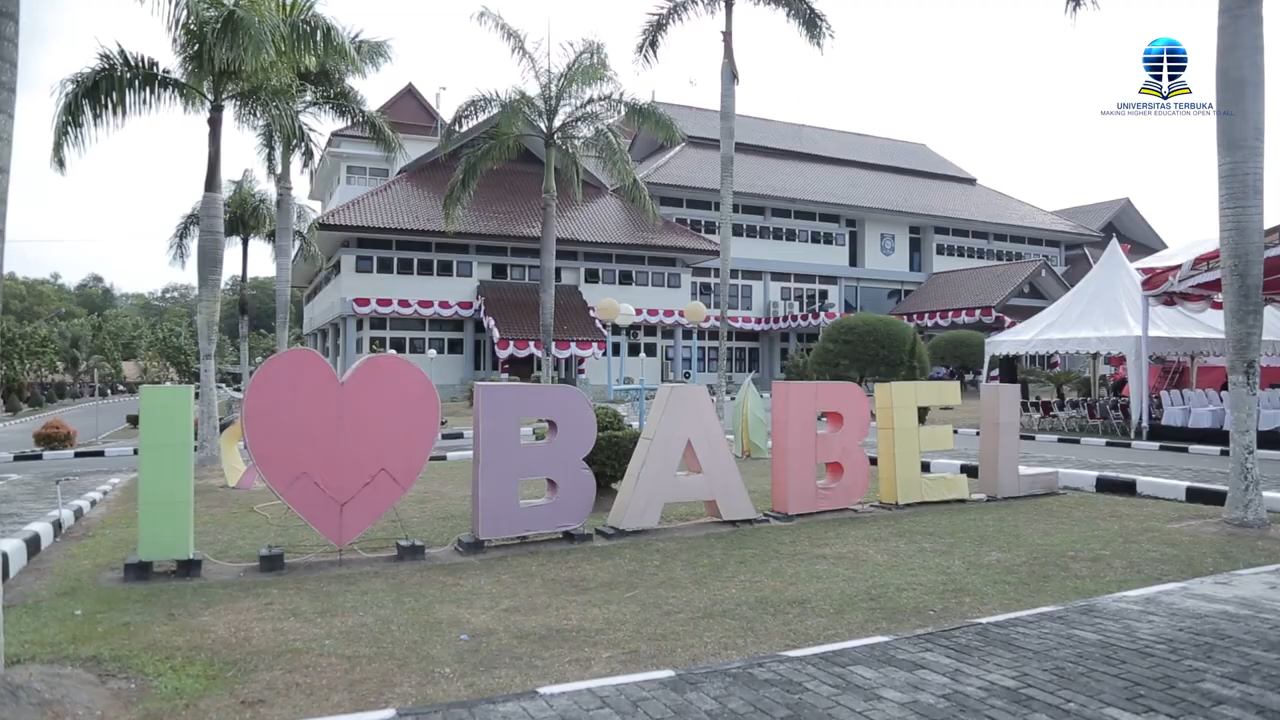 UNIVERSITAS TERBUKA
MAKING HIGHER EDUCATION OPEN TO ALL
I BABEL